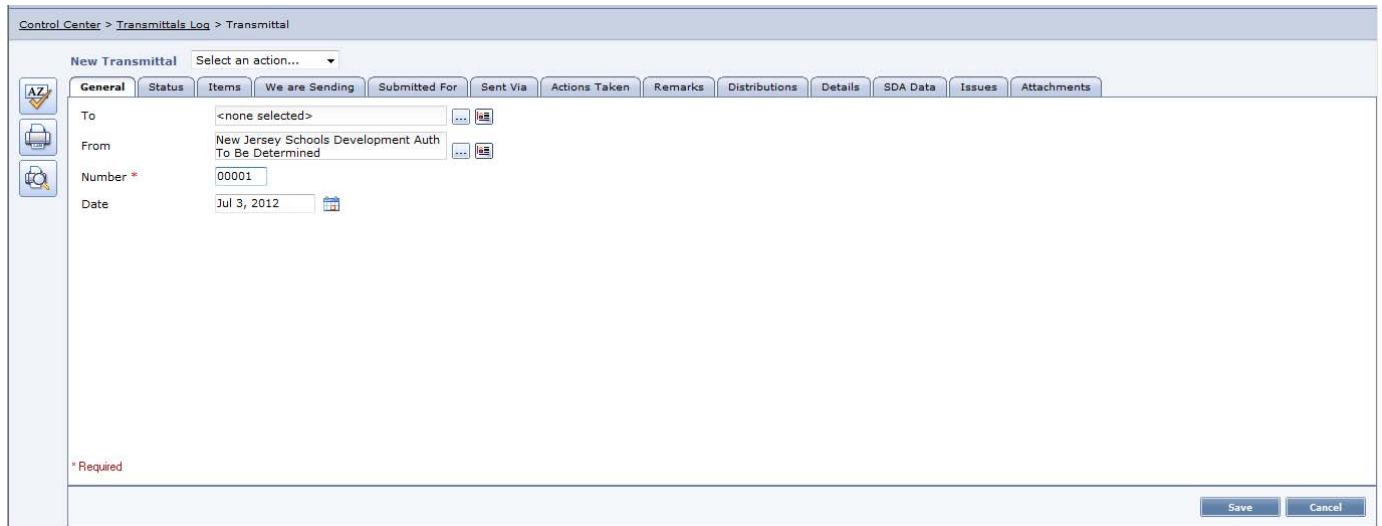 Control Center > Transmittals Log > Transmittal
New Transmittal Select an action...
General Status Items We are Sending Submitted For Sent Via Actions Taken Remarks Distributions Details SDA Data Issues Attachments
AZ
To <none selected> ...
From New Jersey Schools Development Auth
To Be Determined ...
Number * 00001
Date Jul 3, 2012
* Required
Save Cancel